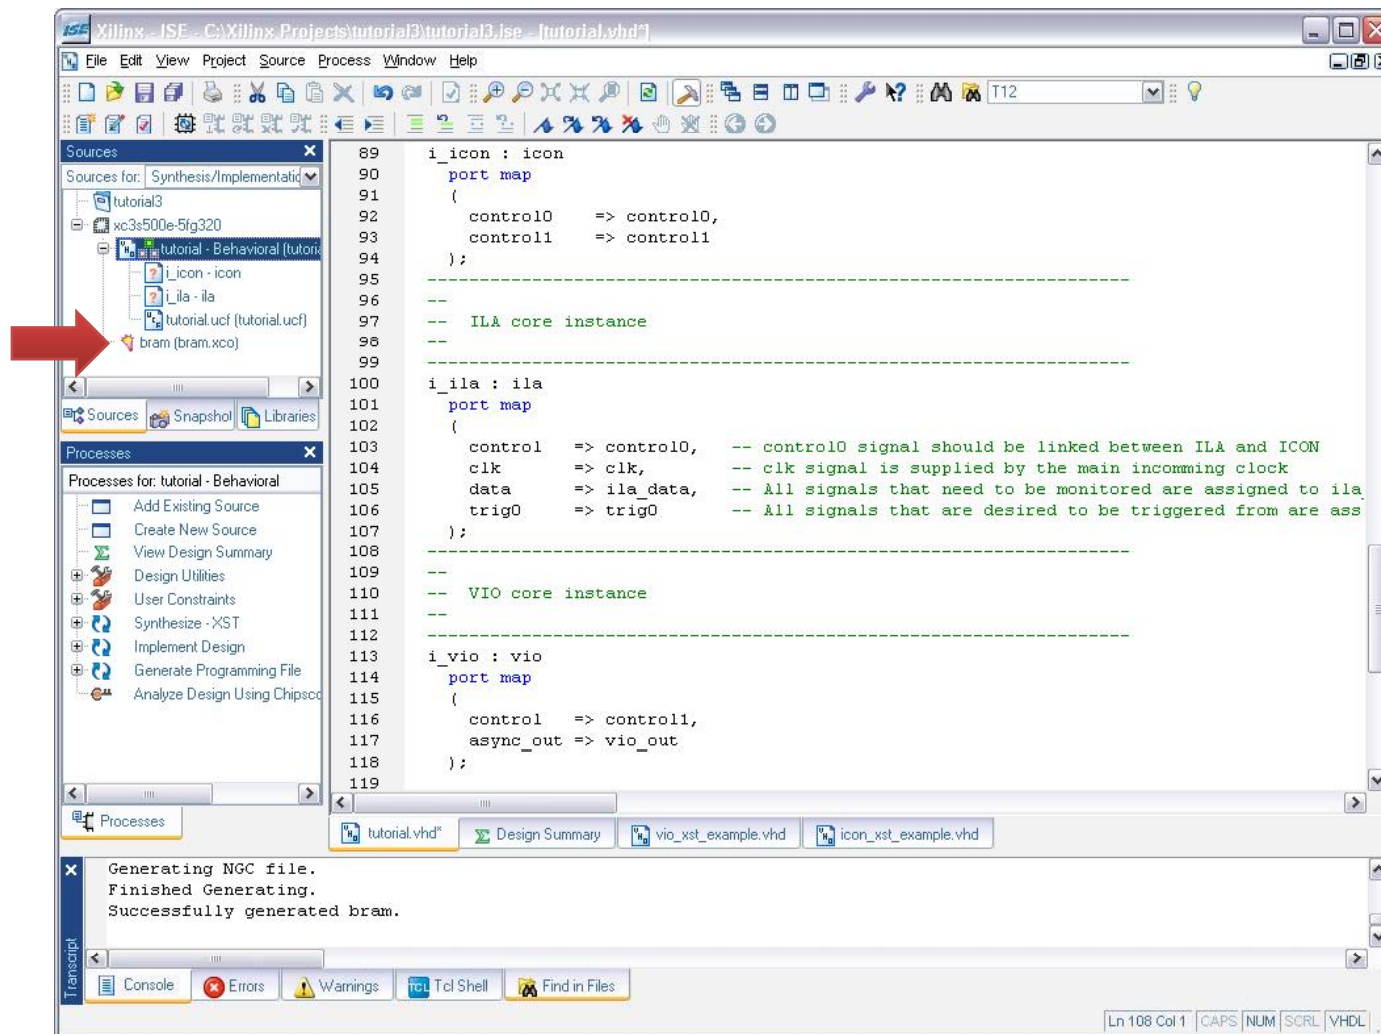 ISE Xilinx - ISE - C:\Xilinx Projects\tutorial3\tutorial3.ise - [tutorial.vhd*]
File Edit View Project Source Process Window Help
T12
Sources
Sources for: Synthesis/Implementatic
tutorial3
xc3s500e-5fg320
tutorial - Behavioral (tutoria
i_icon - icon
i_ila - ila
tutorial.ucf (tutorial.ucf)
bram (bram.xco)
Sources Snapshot Libraries
Processes
Processes for: tutorial - Behavioral
Add Existing Source
Create New Source
View Design Summary
Design Utilities
User Constraints
Synthesize - XST
Implement Design
Generate Programming File
Analyze Design Using Chipsco
Processes
89 i_icon : icon
90 port map
91 (
92 control0 => control0,
93 control1 => control1
94 );
95 --------------------------------------------------------------------
96 --
97 -- ILA core instance
98 --
99 --------------------------------------------------------------------
100 i_ila : ila
101 port map
102 (
103 control => control0, -- control0 signal should be linked between ILA and ICON
104 clk => clk, -- clk signal is supplied by the main incomming clock
105 data => ila_data, -- All signals that need to be monitored are assigned to ila
106 trig0 => trig0 -- All signals that are desired to be triggered from are ass
107 );
108 --------------------------------------------------------------------
109 --
110 -- VIO core instance
111 --
112 --------------------------------------------------------------------
113 i_vio : vio
114 port map
115 (
116 control => control1,
117 async_out => vio_out
118 );
119
tutorial.vhd* Design Summary vio_xst_example.vhd icon_xst_example.vhd
Generating NGC file.
Finished Generating.
Successfully generated bram.
Transcript
Console Errors Warnings TCL Tcl Shell Find in Files
Ln 108 Col 1 CAPS NUM SCRL VHDL